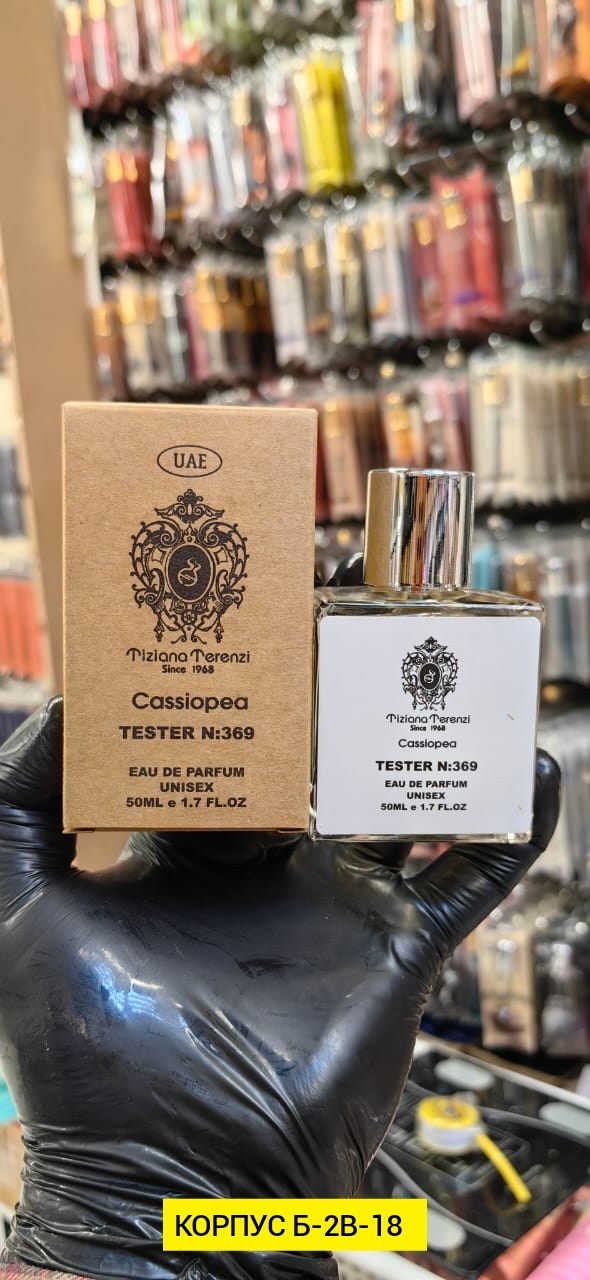 UAE
Tiziana Terenzi
Since 1968
Cassiopea
TESTER N:369
EAU DE PARFUM
UNISEX
50ML e 1.7 FL.OZ
Tiziana Terenzi
Since 1968
Cassiopea
TESTER N:369
EAU DE PARFUM
UNISEX
50ML e 1.7 FL.OZ
КОРПУС Б-2В-18